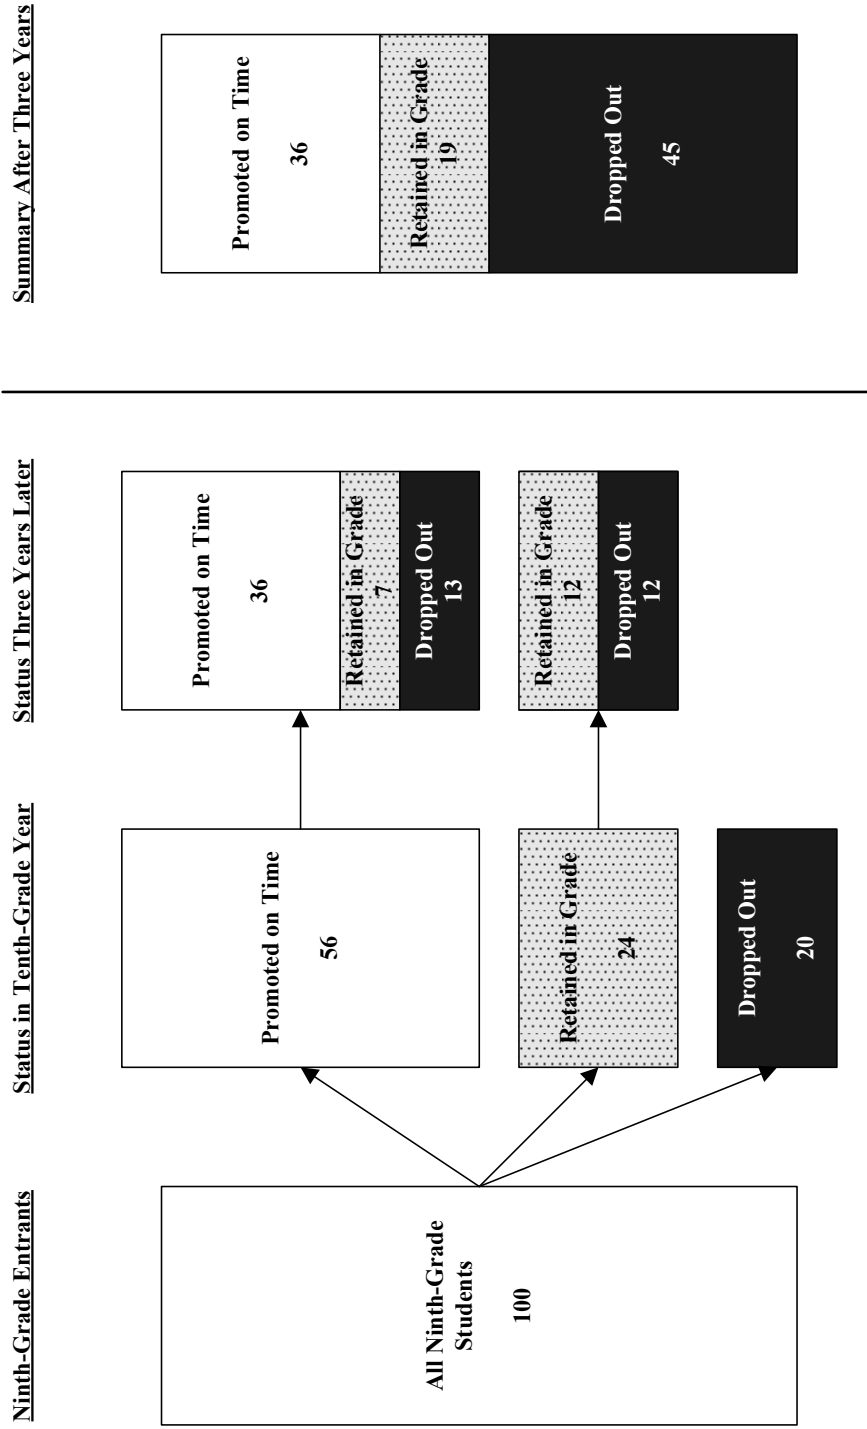 Ninth-Grade Entrants
Status in Tenth-Grade Year
Status Three Years Later
Summary After Three Years
All Ninth-Grade
Students
100
Promoted on Time
56
Retained in Grade
24
Dropped Out
20
Promoted on Time
36
Retained in Grade
7
Dropped Out
13
Retained in Grade
12
Dropped Out
12
Promoted on Time
36
Retained in Grade
19
Dropped Out
45